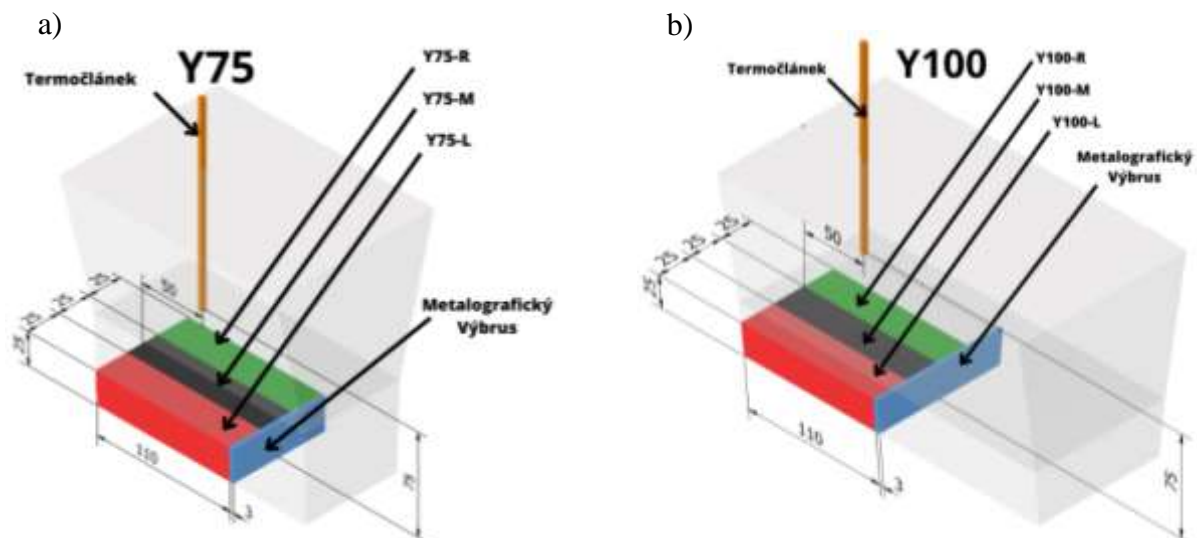 a)
Y75
Termočlánek
Y75-R
Y75-M
Y75-L
Metalografický
Výbrus
25
25
25
25
50
110
3
75
b)
Y100
Termočlánek
Y100-R
Y100-M
Y100-L
Metalografický
Výbrus
25
25
25
25
50
110
3
75